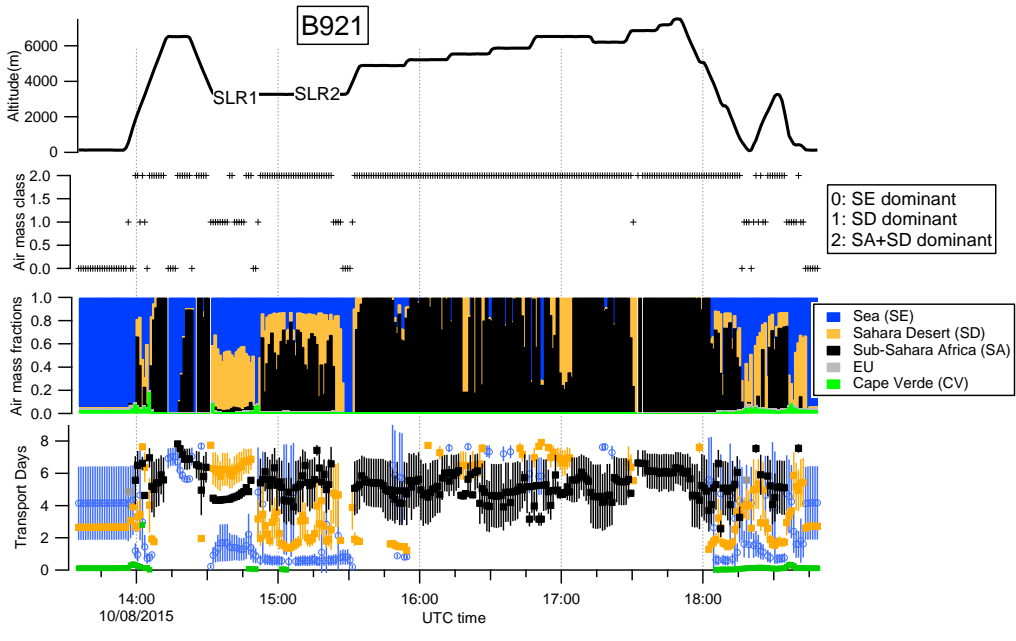 B921
Altitude(m)
6000
4000
2000
0
SLR1
SLR2
Air mass class
2.0
1.5
1.0
0.5
0.0
0: SE dominant
1: SD dominant
2: SA+SD dominant
Air mass fractions
1.0
0.8
0.6
0.4
0.2
0.0
Sea (SE)
Sahara Desert (SD)
Sub-Sahara Africa (SA)
EU
Cape Verde (CV)
Transport Days
8
6
4
2
0
14:00 15:00 16:00 17:00 18:00
10/08/2015
UTC time